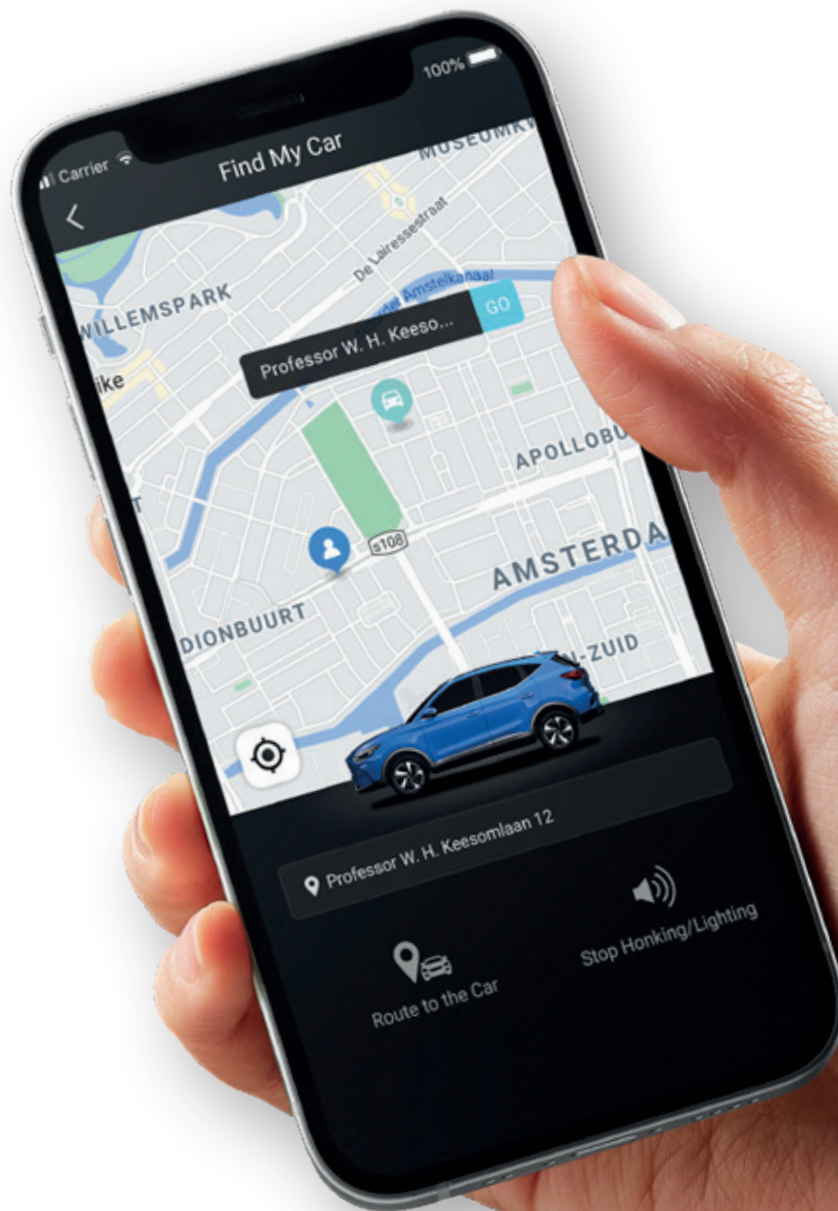 100%
Carrier
Find My Car
MUSEUMKW
De Lairessestraat
WILLEMSPARK
Amstelkanaal
GO
Professor W. H. Keeso...
ike
APOLLOBU
T
s108
AMSTERDA
DIONBUURT
N-ZUID
Professor W. H. Keesomlaan 12
Stop Honking/Lighting
Route to the Car